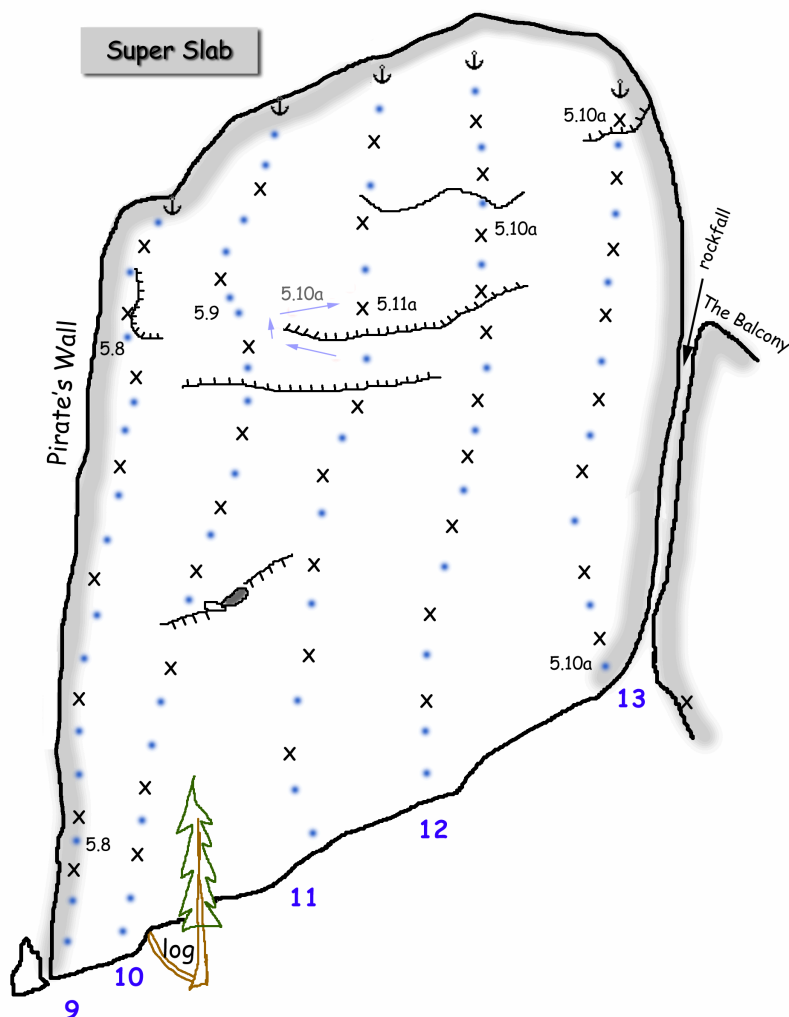 Super Slab
5.10a
rockfall
5.10a
5.10a
5.11a
5.9
The Balcony
5.8
Pirate's Wall
5.10a
13
12
5.8
11
log
10
9